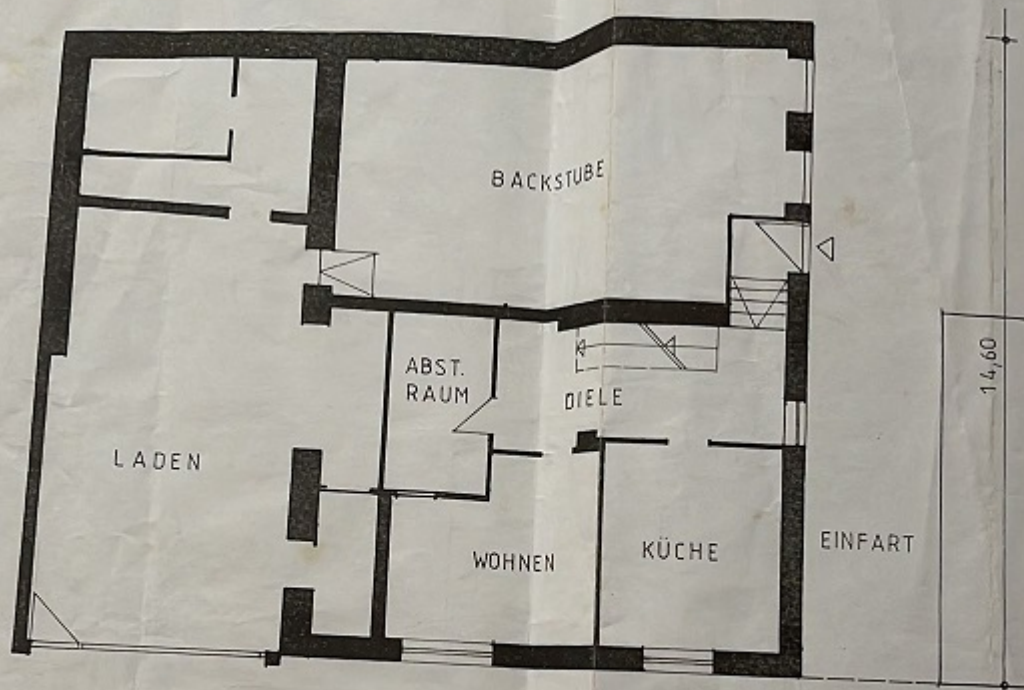 BACKSTUBE
ABST.
RAUM
DIELE
14,60
LADEN
WOHNEN
KÜCHE
EINFART